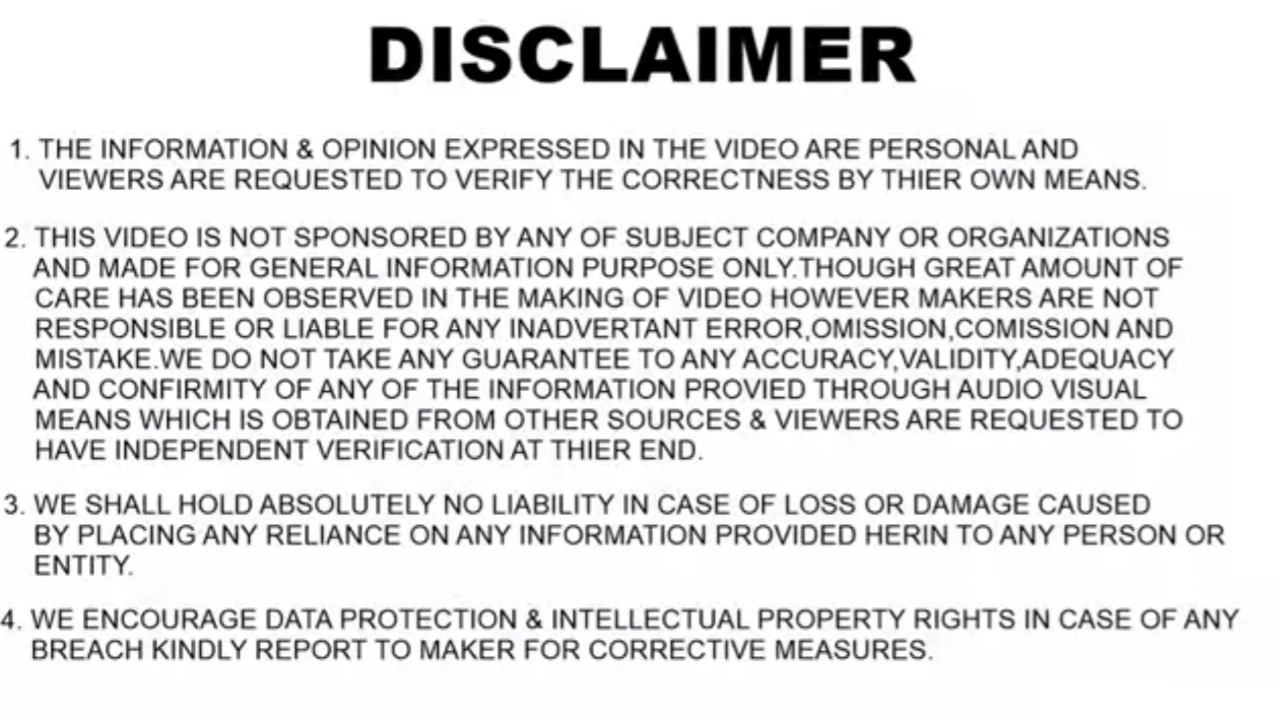 DISCLAIMER
1. THE INFORMATION & OPINION EXPRESSED IN THE VIDEO ARE PERSONAL AND
VIEWERS ARE REQUESTED TO VERIFY THE CORRECTNESS BY THIER OWN MEANS.
2. THIS VIDEO IS NOT SPONSORED BY ANY OF SUBJECT COMPANY OR ORGANIZATIONS
AND MADE FOR GENERAL INFORMATION PURPOSE ONLY.THOUGH GREAT AMOUNT OF
CARE HAS BEEN OBSERVED IN THE MAKING OF VIDEO HOWEVER MAKERS ARE NOT
RESPONSIBLE OR LIABLE FOR ANY INADVERTANT ERROR,OMISSION,COMISSION AND
MISTAKE.WE DO NOT TAKE ANY GUARANTEE TO ANY ACCURACY,VALIDITY,ADEQUACY
AND CONFIRMITY OF ANY OF THE INFORMATION PROVIED THROUGH AUDIO VISUAL
MEANS WHICH IS OBTAINED FROM OTHER SOURCES & VIEWERS ARE REQUESTED TO
HAVE INDEPENDENT VERIFICATION AT THIER END.
3. WE SHALL HOLD ABSOLUTELY NO LIABILITY IN CASE OF LOSS OR DAMAGE CAUSED
BY PLACING ANY RELIANCE ON ANY INFORMATION PROVIDED HERIN TO ANY PERSON OR
ENTITY.
4. WE ENCOURAGE DATA PROTECTION & INTELLECTUAL PROPERTY RIGHTS IN CASE OF ANY
BREACH KINDLY REPORT TO MAKER FOR CORRECTIVE MEASURES.